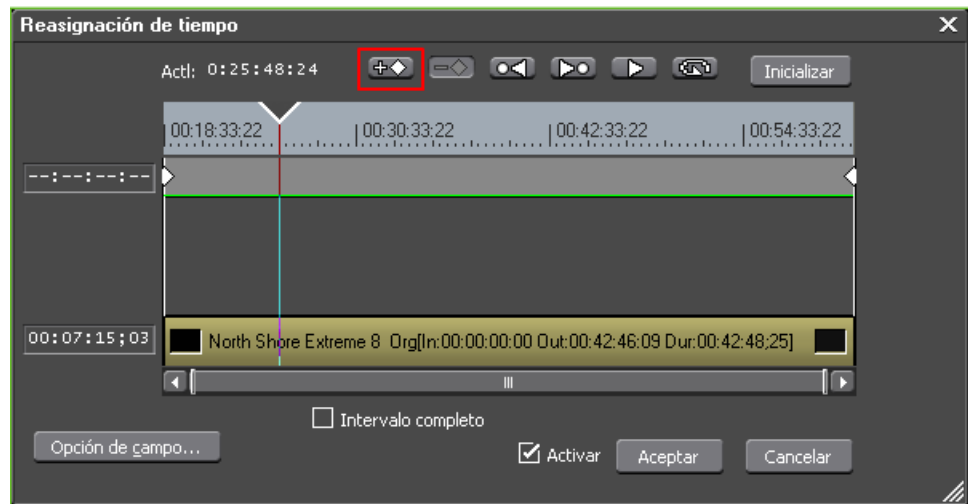 Reasignación de tiempo
Actl: 0:25:48:24
Inicializar
00:18:33:22 00:30:33:22 00:42:33:22 00:54:33:22
--:--:--:--
00:07:15;03
North Shore Extreme 8 Org[In:00:00:00:00 Out:00:42:46:09 Dur:00:42:48;25]
Intervalo completo
Opción de campo...
Activar
Aceptar
Cancelar